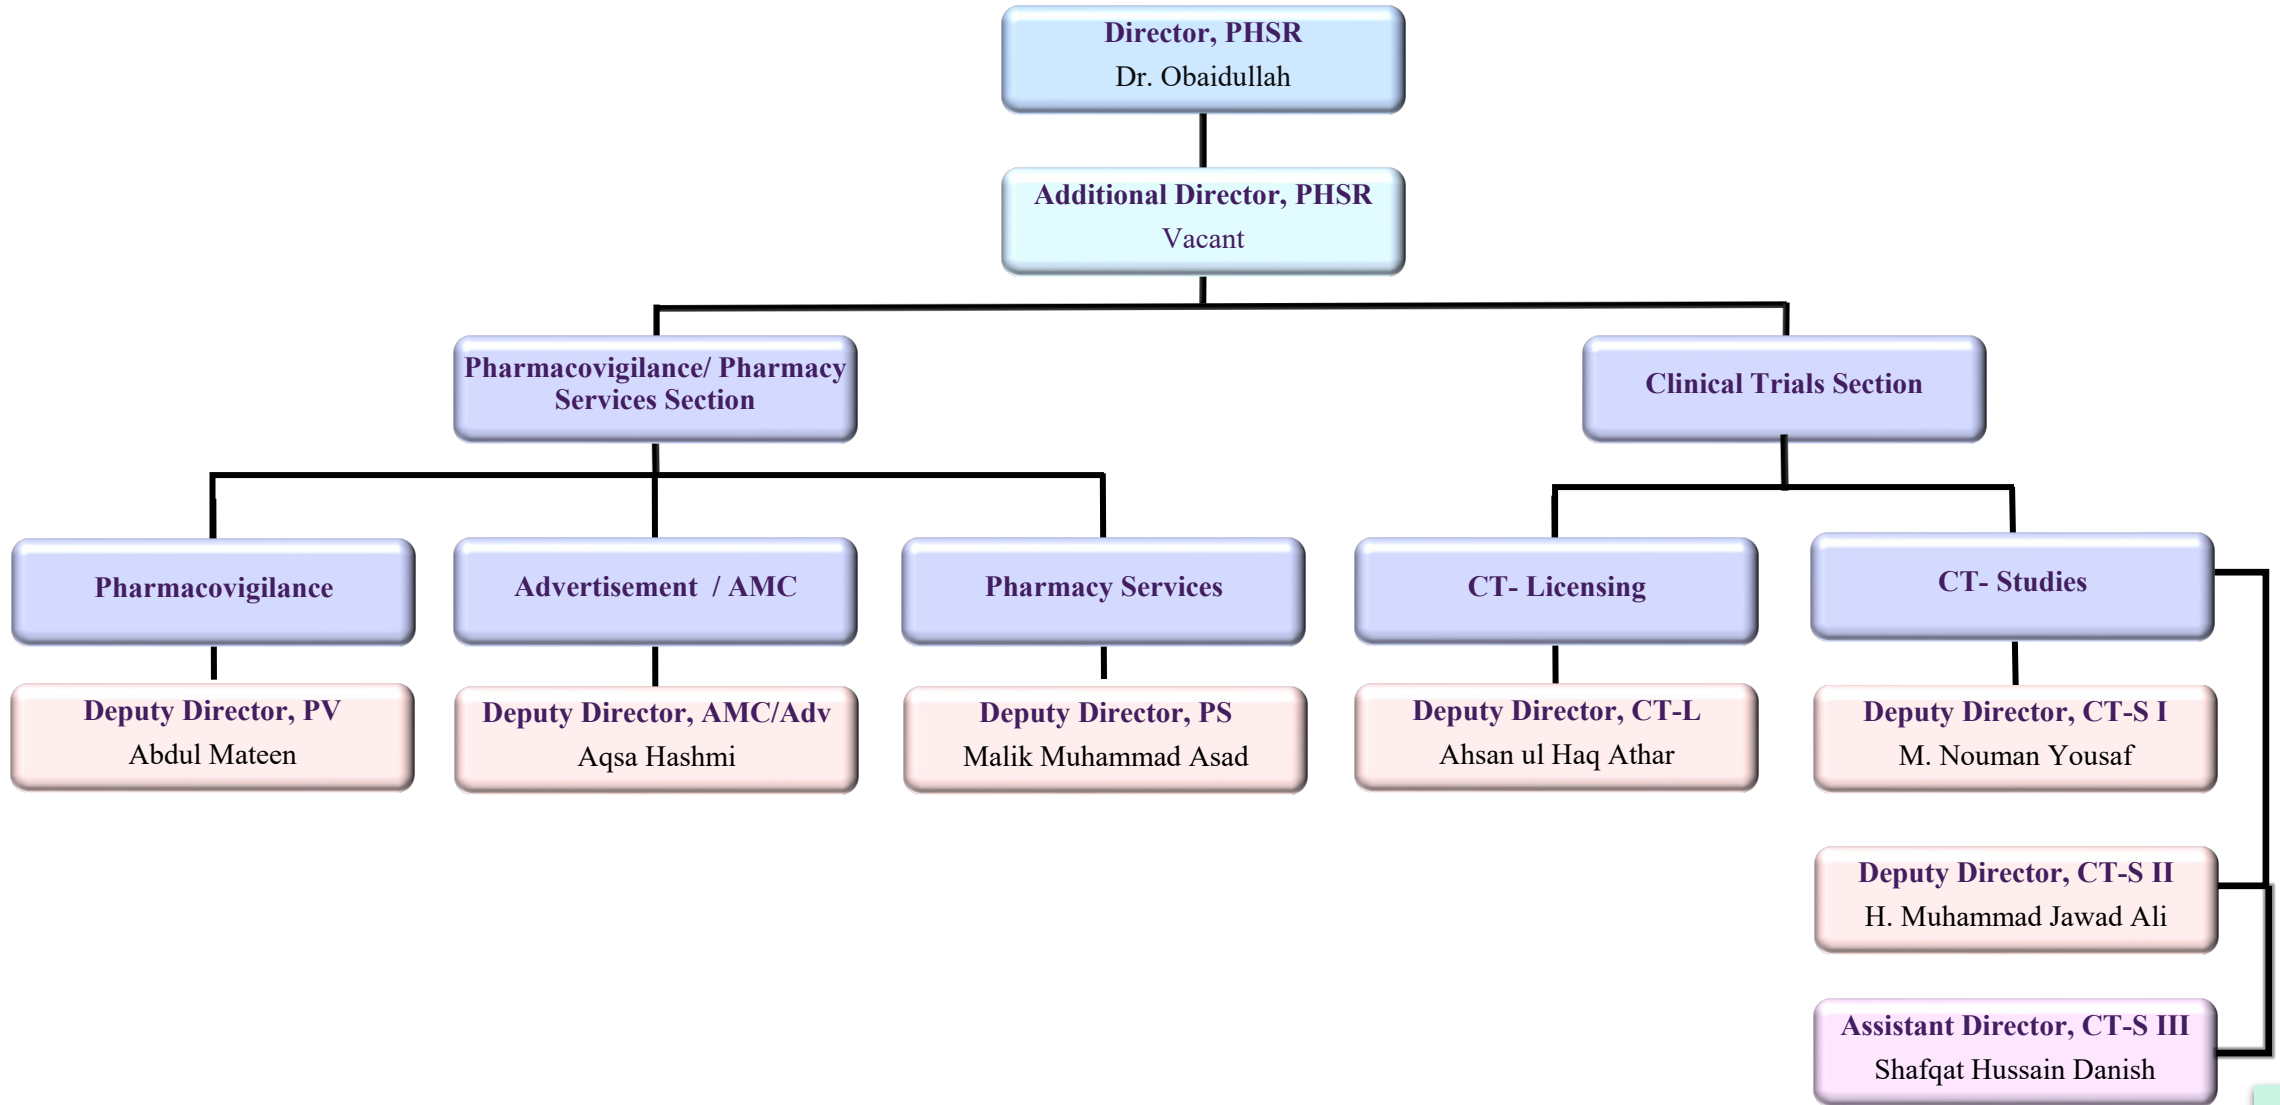 Director, PHSR
Dr. Obaidullah
Additional Director, PHSR
Vacant
Pharmacovigilance/ Pharmacy
Services Section
Clinical Trials Section
Pharmacovigilance
Advertisement / AMC
Pharmacy Services
CT- Licensing
CT- Studies
Deputy Director, PV
Abdul Mateen
Deputy Director, AMC/Adv
Aqsa Hashmi
Deputy Director, PS
Malik Muhammad Asad
Deputy Director, CT-L
Ahsan ul Haq Athar
Deputy Director, CT-S I
M. Nouman Yousaf
Deputy Director, CT-S II
H. Muhammad Jawad Ali
Assistant Director, CT-S III
Shafqat Hussain Danish